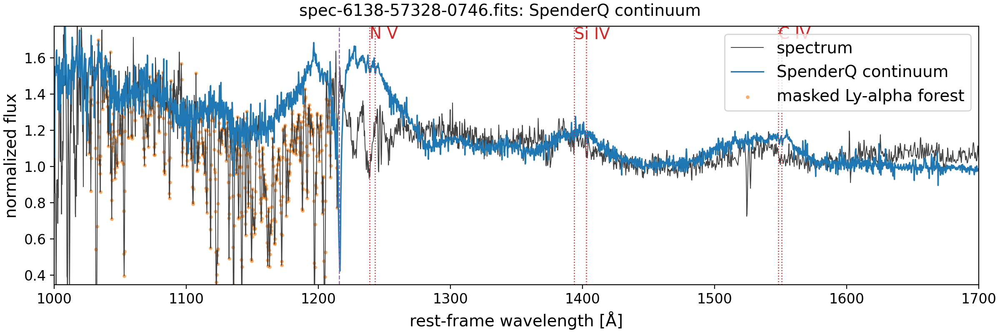 spec-6138-57328-0746.fits: SpenderQ continuum
N V
Si IV
C IV
spectrum
SpenderQ continuum
masked Ly-alpha forest
normalized flux
1.6
1.4
1.2
1.0
0.8
0.6
0.4
1000
1100
1200
1300
1400
1500
1600
1700
rest-frame wavelength [Å]